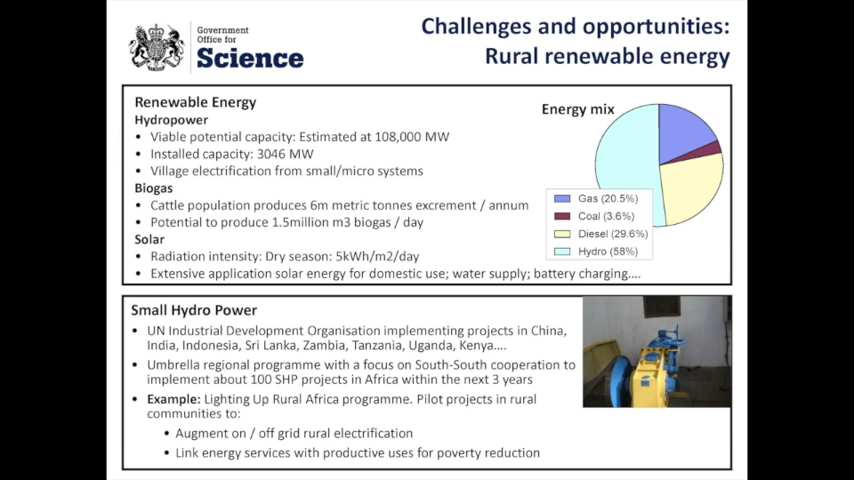 Government
Office for
Science
Challenges and opportunities:
Rural renewable energy
Renewable Energy
Hydropower
• Viable potential capacity: Estimated at 108,000 MW
• Installed capacity: 3046 MW
• Village electrification from small/micro systems
Biogas
• Cattle population produces 6m metric tonnes excrement / annum
• Potential to produce 1.5million m3 biogas / day
Solar
• Radiation intensity: Dry season: 5kWh/m2/day
• Extensive application solar energy for domestic use; water supply; battery charging....
Energy mix
Gas (20.5%)
Coal (3.6%)
Diesel (29.6%)
Hydro (58%)
Small Hydro Power
• UN Industrial Development Organisation implementing projects in China,
India, Indonesia, Sri Lanka, Zambia, Tanzania, Uganda, Kenya....
• Umbrella regional programme with a focus on South-South cooperation to
implement about 100 SHP projects in Africa within the next 3 years
• Example: Lighting Up Rural Africa programme. Pilot projects in rural
communities to:
• Augment on / off grid rural electrification
• Link energy services with productive uses for poverty reduction